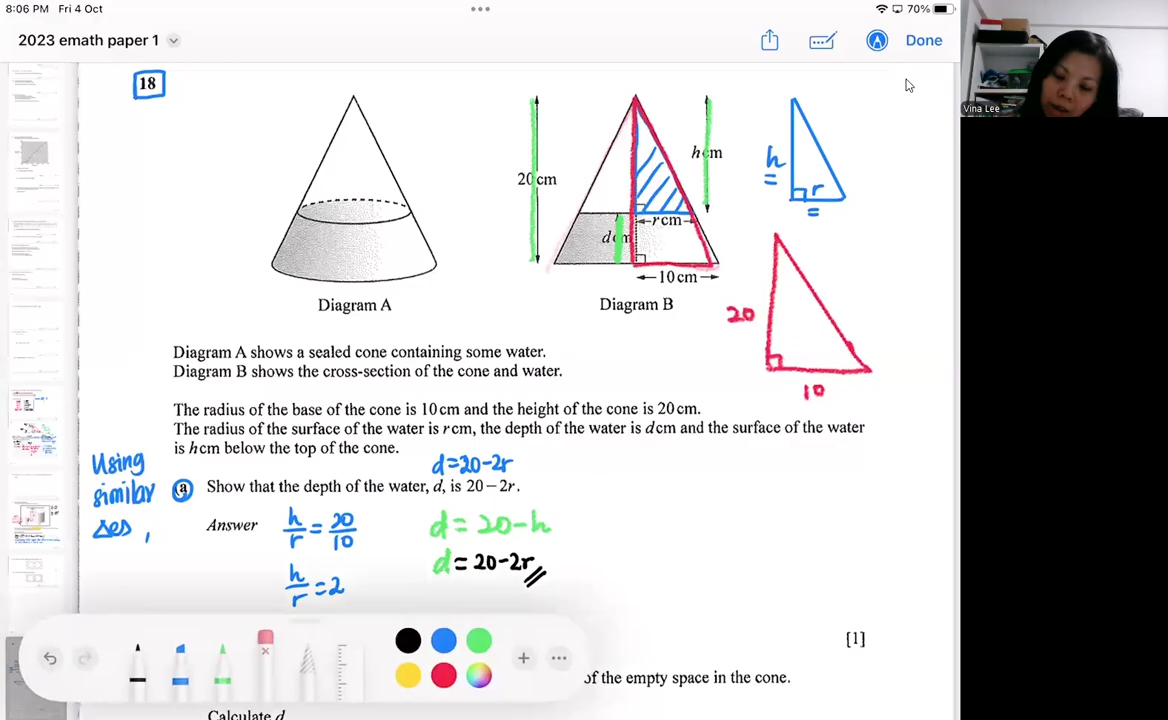 8:06 PM Fri 4 Oct
70%
2023 emath paper 1
Done
Vina Lee
18
20 cm
h cm
r cm
d cm
10 cm
h
=
r
=
20
10
Diagram A
Diagram B
Diagram A shows a sealed cone containing some water.
Diagram B shows the cross-section of the cone and water.
The radius of the base of the cone is 10 cm and the height of the cone is 20 cm.
The radius of the surface of the water is r cm, the depth of the water is d cm and the surface of the water
is h cm below the top of the cone.
Using
similar
d=20-2r
(a) Show that the depth of the water, d, is 20 – 2r.
Answer
h/r = 20/10
d = 20-h
d = 20-2r
h/r = 2
[1]
of the empty space in the cone.
Calculate d